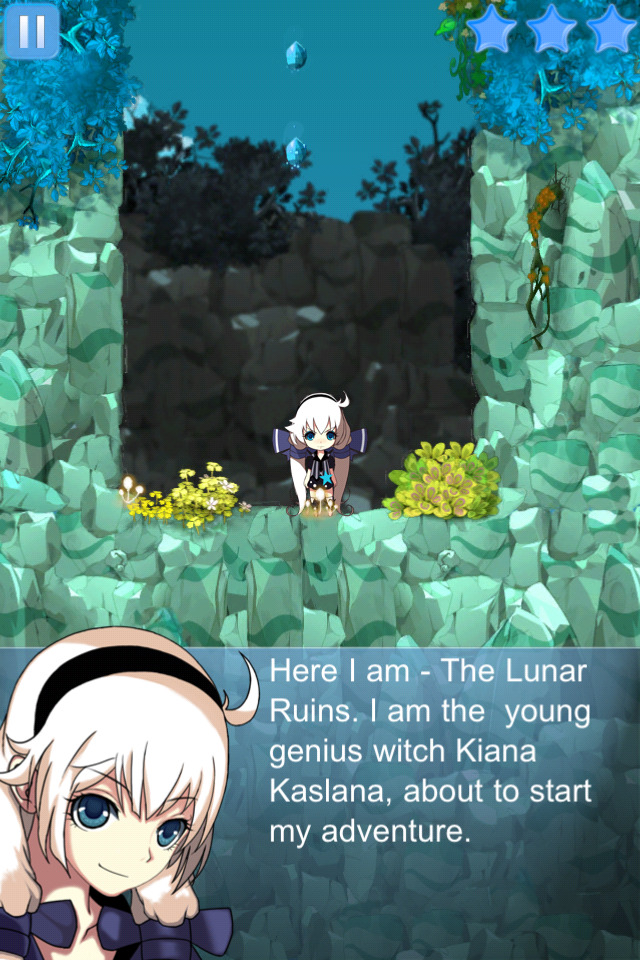 Here I am - The Lunar
Ruins. I am the  young
genius witch Kiana
Kaslana, about to start
my adventure.